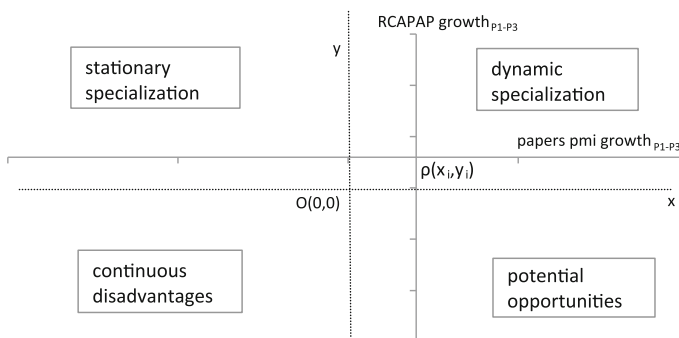 RCAPAP growth P1-P3
y
stationary
specialization
dynamic
specialization
papers pmi growth P1-P3
ρ(xi,yi)
O(0,0)
x
continuous
disadvantages
potential
opportunities